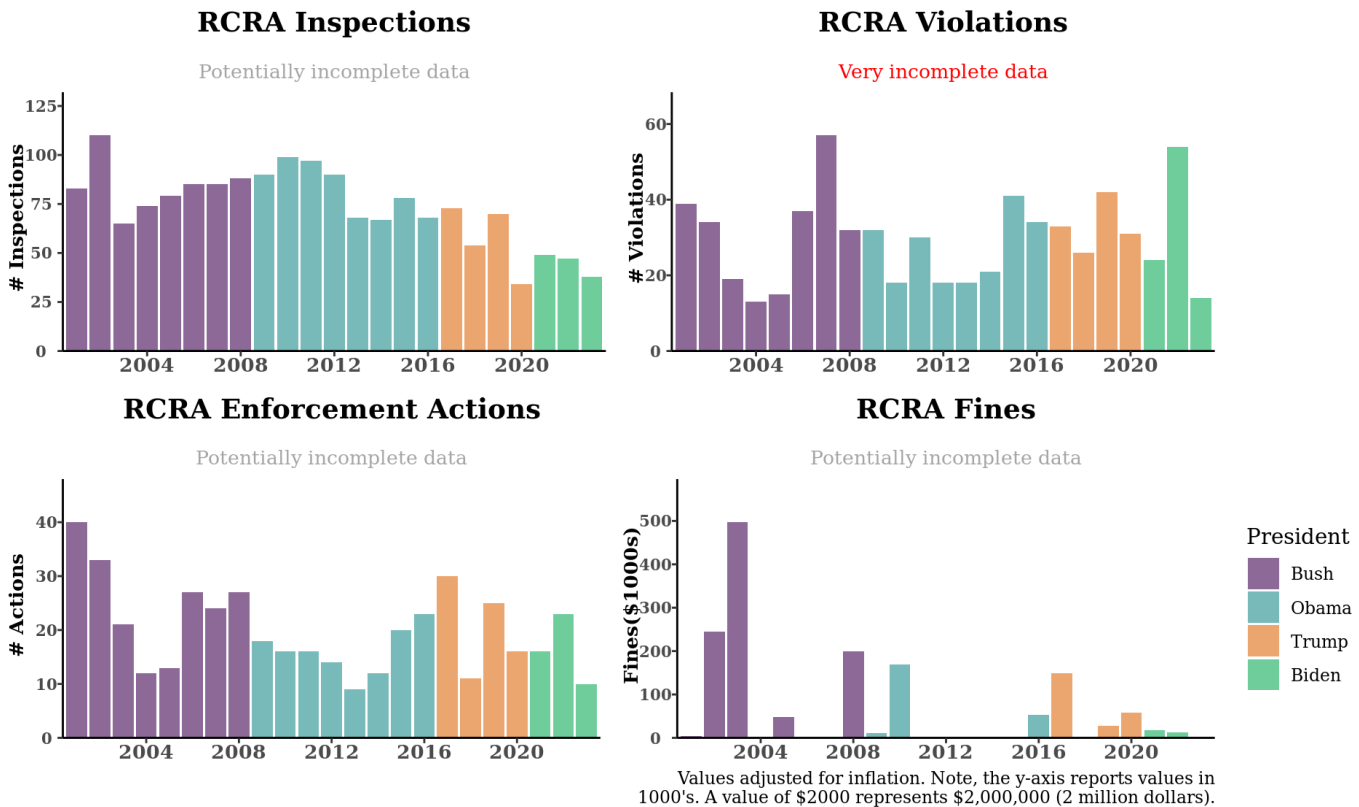 RCRA Inspections
Potentially incomplete data
# Inspections
125
100
75
50
25
0
2004 2008 2012 2016 2020
RCRA Violations
Very incomplete data
# Violations
60
40
20
0
2004 2008 2012 2016 2020
RCRA Enforcement Actions
Potentially incomplete data
# Actions
40
30
20
10
0
2004 2008 2012 2016 2020
RCRA Fines
Potentially incomplete data
Fines($1000s)
500
400
300
200
100
0
2004 2008 2012 2016 2020
Values adjusted for inflation. Note, the y-axis reports values in
1000's. A value of $2000 represents $2,000,000 (2 million dollars).
President
Bush
Obama
Trump
Biden